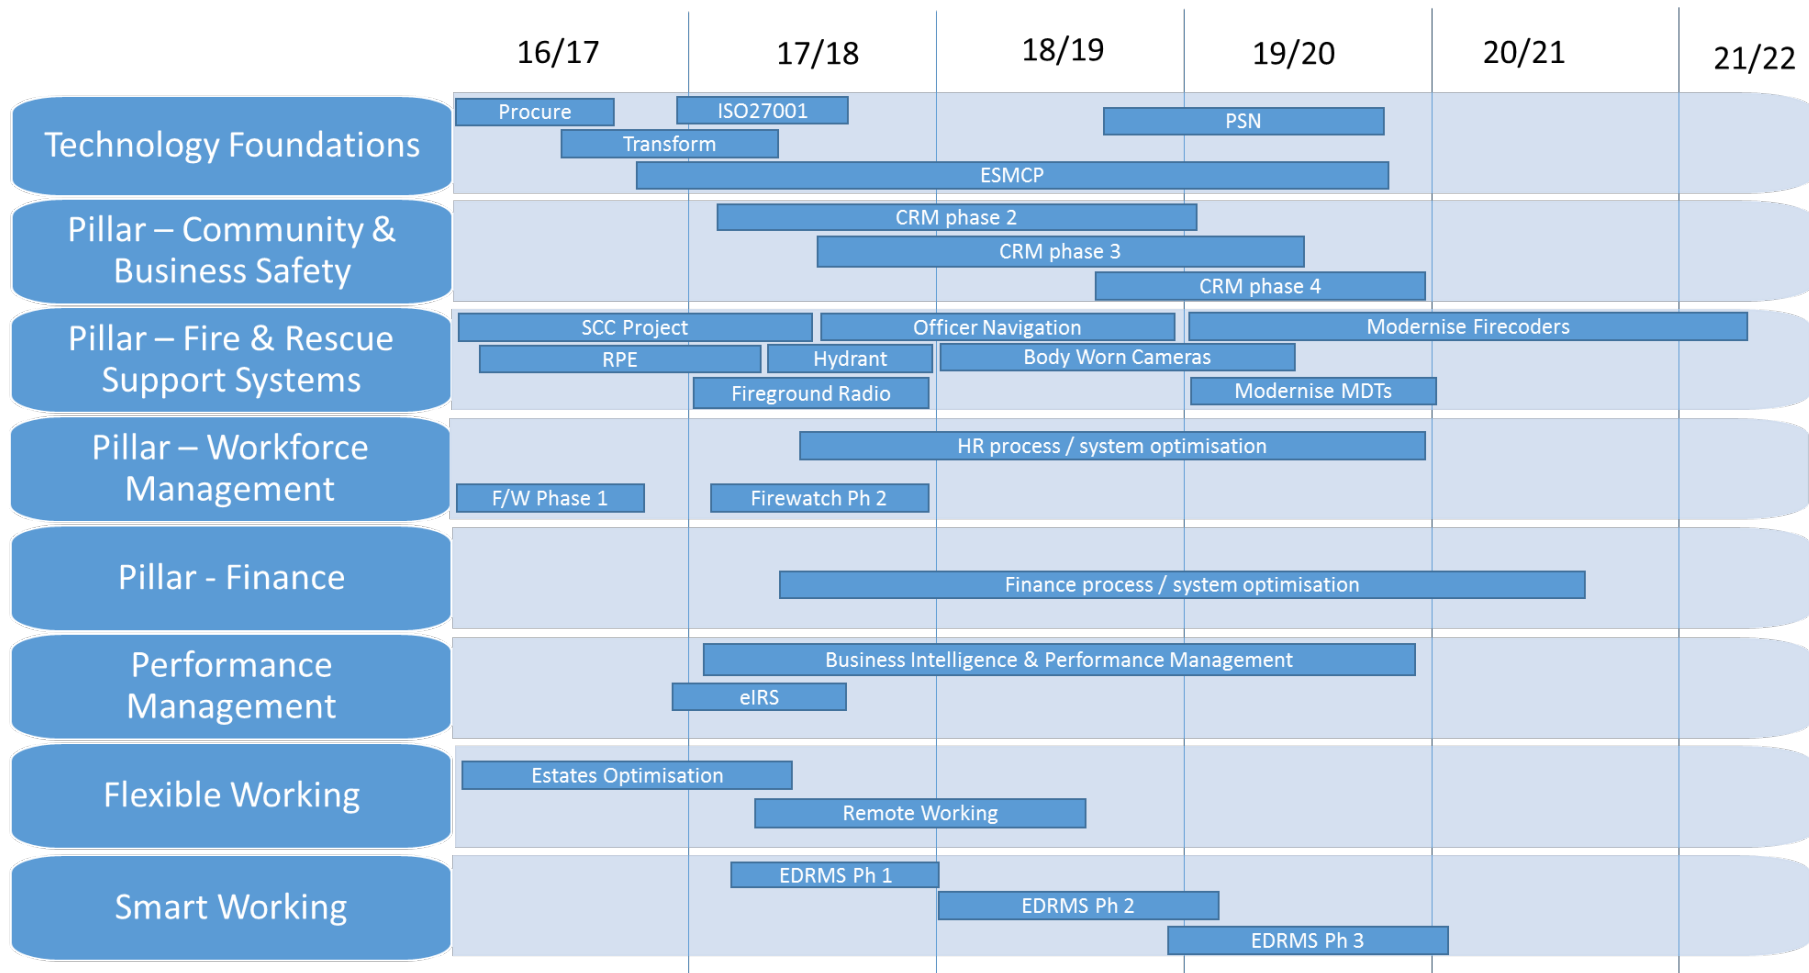 16/17
17/18
18/19
19/20
20/21
21/22
Technology Foundations
Procure
ISO27001
PSN
Transform
ESMCP
Pillar – Community &
Business Safety
CRM phase 2
CRM phase 3
CRM phase 4
Pillar – Fire & Rescue
Support Systems
SCC Project
Officer Navigation
Modernise Firecoders
RPE
Hydrant
Body Worn Cameras
Fireground Radio
Modernise MDTs
Pillar – Workforce
Management
HR process / system optimisation
F/W Phase 1
Firewatch Ph 2
Pillar - Finance
Finance process / system optimisation
Performance
Management
Business Intelligence & Performance Management
eIRS
Flexible Working
Estates Optimisation
Remote Working
Smart Working
EDRMS Ph 1
EDRMS Ph 2
EDRMS Ph 3